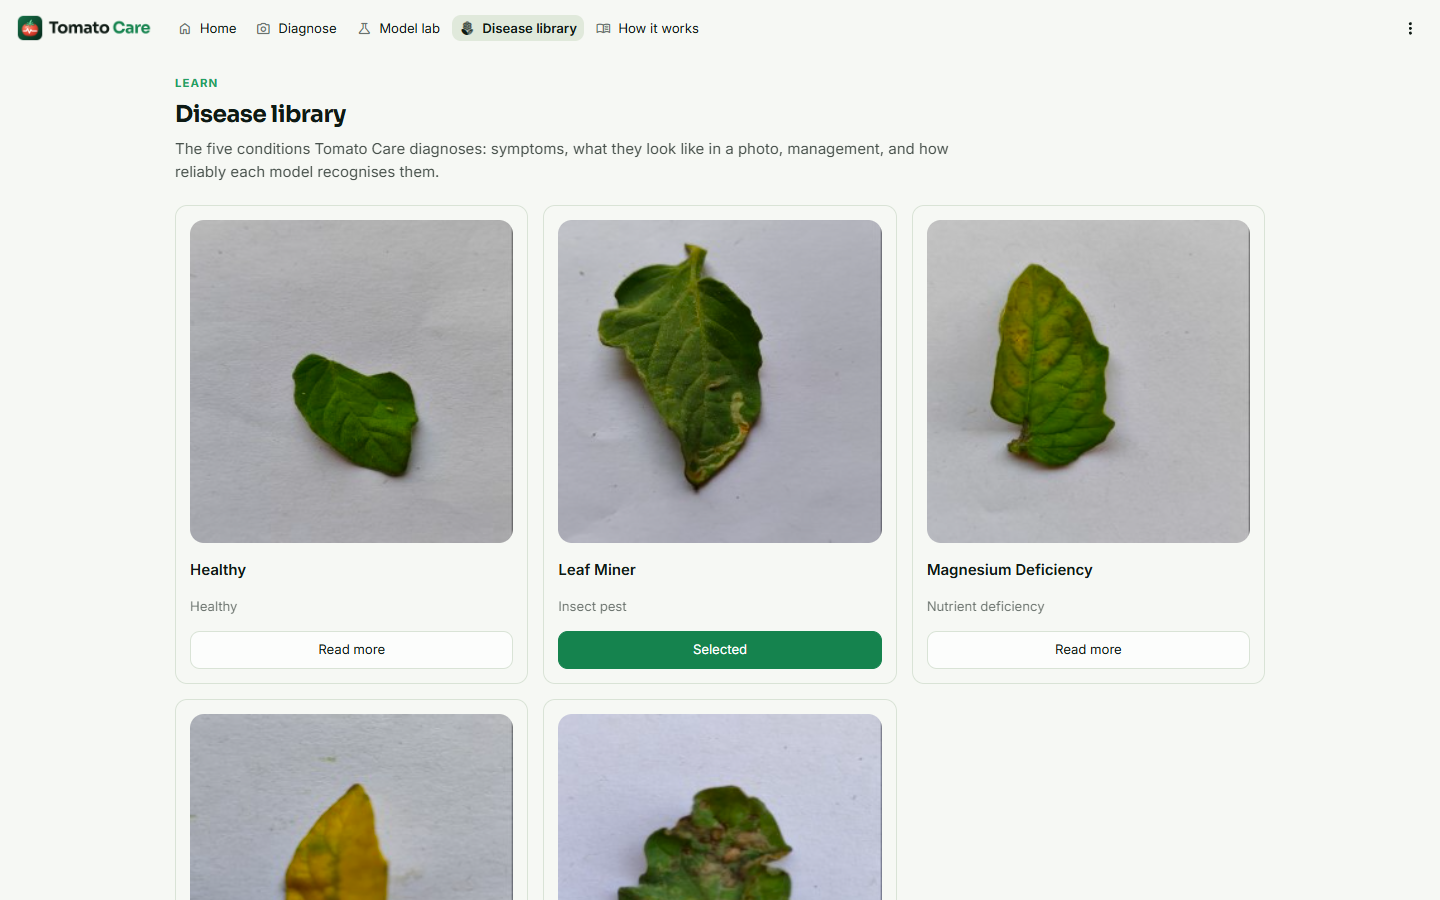 Tomato Care
Home
Diagnose
Model lab
Disease library
How it works
LEARN
Disease library
The five conditions Tomato Care diagnoses: symptoms, what they look like in a photo, management, and how
reliably each model recognises them.
Healthy
Healthy
Read more
Leaf Miner
Insect pest
Selected
Magnesium Deficiency
Nutrient deficiency
Read more